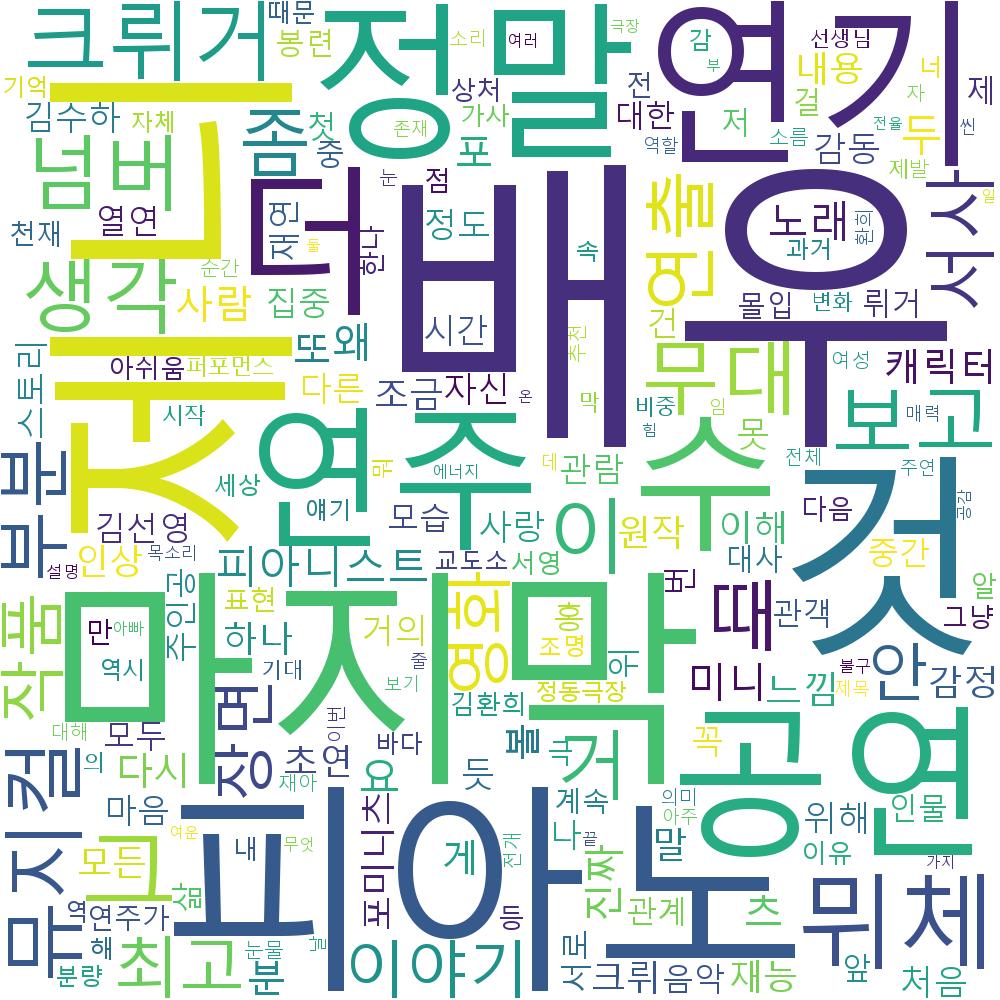 크뤼거
때문
봉련
정말
소리
여러
극장
연기
감
부
선생님
내용
너
제
기억
김수하
자체
좀
첫
충
상처
가사
포
존재
전
대한
저
걸
소름
역할
감동
전율
두
자
제발
씬
넘버
느
천재
열연
더
재연
둘
한나
눈
점
정도
배우
속
연출
노래
과거
환희
서사
일
생각
순간
사람
집중
시간
또왜
추천
건
몰입
변화
뤼거
스토리
아쉬움
퍼포먼스
시작
다른
조금
자신
온
막
무대
비중
힘
임
여성
캐릭터
보고
매력
부분
제
연주
세상
뭐
얘기
에너지
데
관람
수
못
전체
주연
공감
것
김선영
인상
목소리
설명
피아니스트
모습
사랑
이
원작
이해
교도소
서영
대사
다음
중간
작품
마지막
만
아빠
역시
주인공
표현
하나
기대
거의
줄
보기
영화
홍
조명
정동극장
어
번
때
관객
미니
느낌
불구
제목
안
감정
그냥
알
대해
모두
의
다시
장면
초연
이번
재아
바다
요
김환희
듯
볼
극
거
꼭
공연
뮤지컬
마음
모든
그
여운
내
무엇
피아노
포미니츠
게
전개
계속
나
끝
진짜
말
의미
아주
위해
이유
인물
가지
삶
역
연주가
해
분량
최고
눈물
분
날
이야기
득
서로
관계
츠
크뤼
음악
재능
뮈체
앞
처음